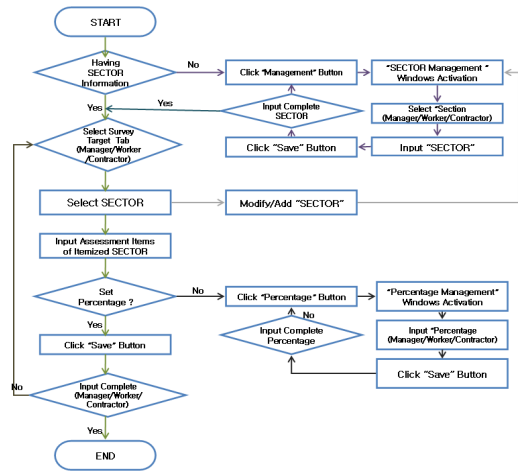 START
Having
SECTOR
Information
No
Click "Management" Button
"SECTOR Management "
Windows Activation
Yes
Yes
Input Complete
SECTOR
Select "Section
(Manager/Worker/Contractor)
Select Survey
Target Tab
(Manager/Worker
/Contractor)
Click "Save" Button
Input "SECTOR"
Select SECTOR
Modify/Add "SECTOR"
Input Assessment Items
of Itemized SECTOR
Set
Percentage ?
No
Click "Percentage" Button
"Percentage Management"
Windows Activation
Yes
No
Input Complete
Percentage
Input "Percentage
(Manager/Worker/Contractor)
Click "Save" Button
Click "Save" Button
No
Input Complete
(Manager/Worker/
Contractor)
Yes
END